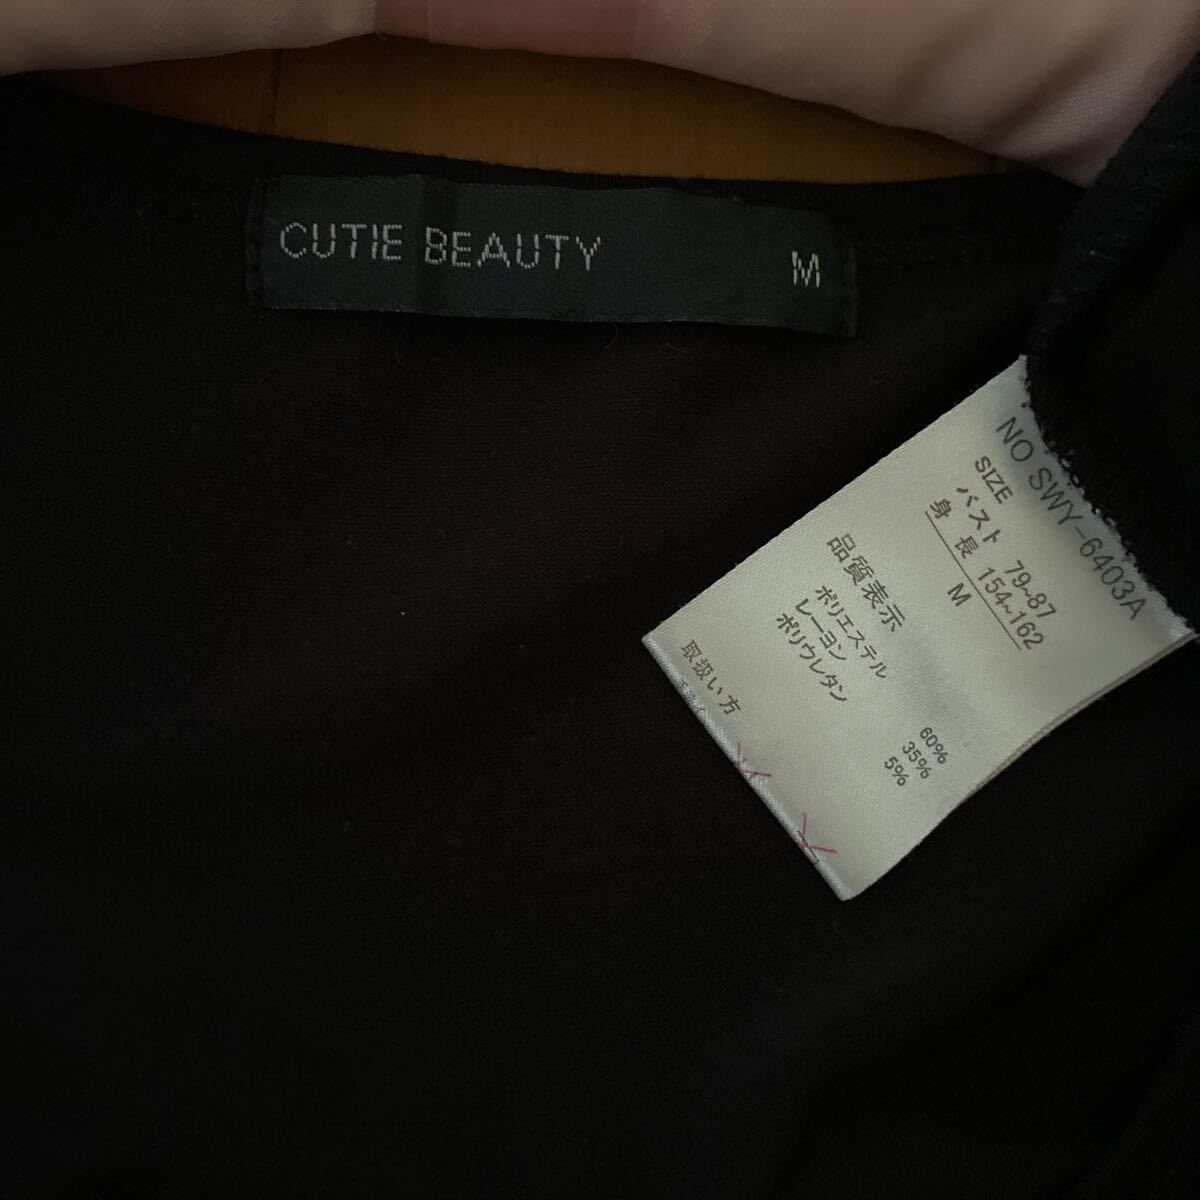 CUTIE BEAUTY M
NO SWY-6403A
SIZE
バスト 79~87
身長 154~162
M
品質表示
ポリエステル 60%
レーヨン 35%
ポリウレタン 5%
取扱い方